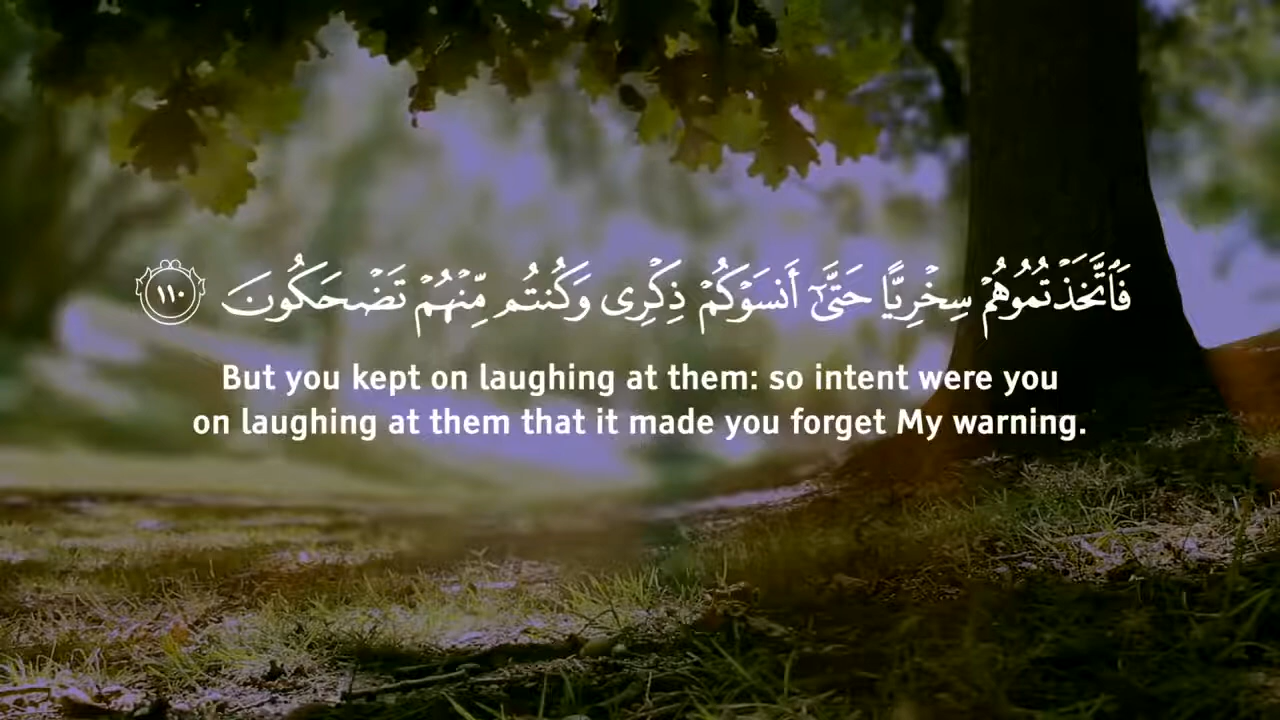 فَٱتَّخَذْتُمُوهُمْ سِخْرِيًّا حَتَّىٰٓ أَنسَوْكُمْ ذِكْرِى وَكُنتُم مِّنْهُمْ تَضْحَكُونَ ١١٠
But you kept on laughing at them: so intent were you
on laughing at them that it made you forget My warning.